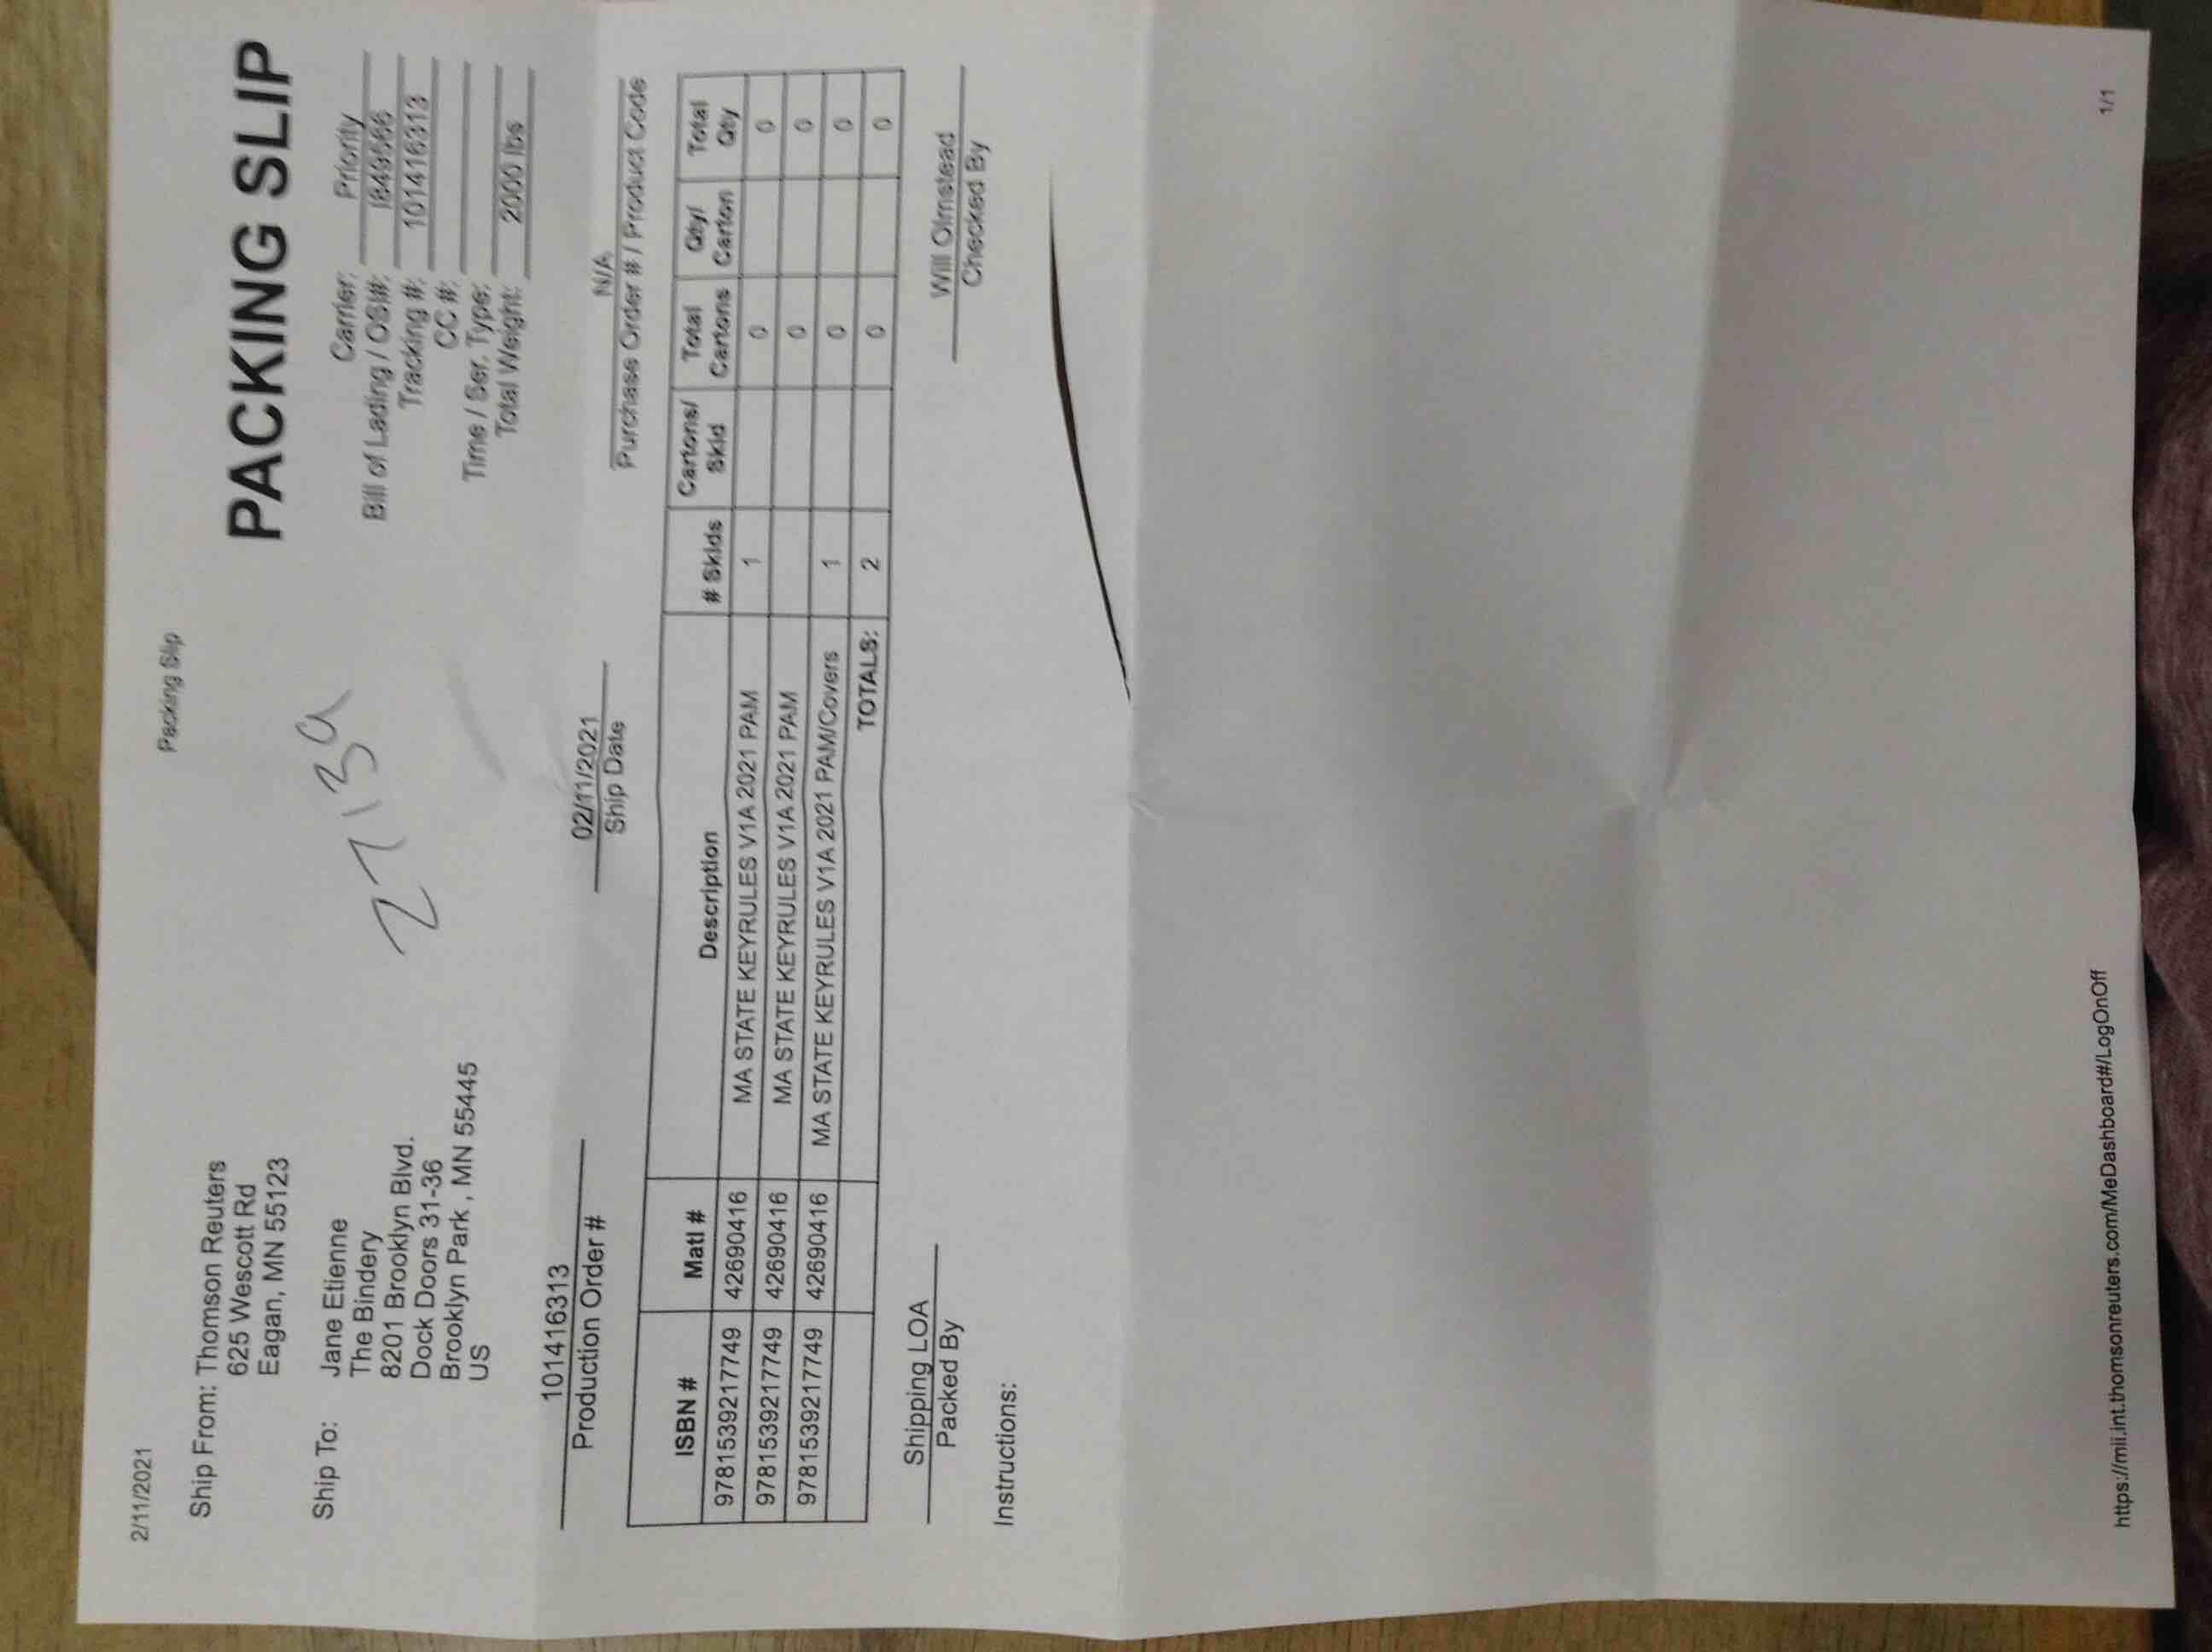 2/11/2021
Packing Slip
PACKING SLIP
Ship From: Thomson Reuters
625 Wescott Rd
Eagan, MN 55123
Ship To: Jane Etienne
The Bindery
8201 Brooklyn Blvd.
Dock Doors 31-36
Brooklyn Park , MN 55445
US
27139
Carrier: Priority
Bill of Lading / OSI#:
Tracking #: 101416313
CC #:
Time / Ser. Type:
Total Weight: 2000 lbs
101416313
Production Order #
02/11/2021
Ship Date
N/A
Purchase Order # / Product Code
ISBN # Matl # Description # Skids Cartons/ Skid Total Cartons Qty/ Carton Total Qty
9781539217749 42690416 MA STATE KEYRULES V1A 2021 PAM 1 0 0
9781539217749 42690416 MA STATE KEYRULES V1A 2021 PAM 0 0
9781539217749 42690416 MA STATE KEYRULES V1A 2021 PAM/Covers 1 0 0
TOTALS: 2 0 0
Shipping LOA
Packed By
Will Olmstead
Checked By
Instructions:
https://mii.int.thomsonreuters.com/MeDashboard#/LogOnOff
1/1